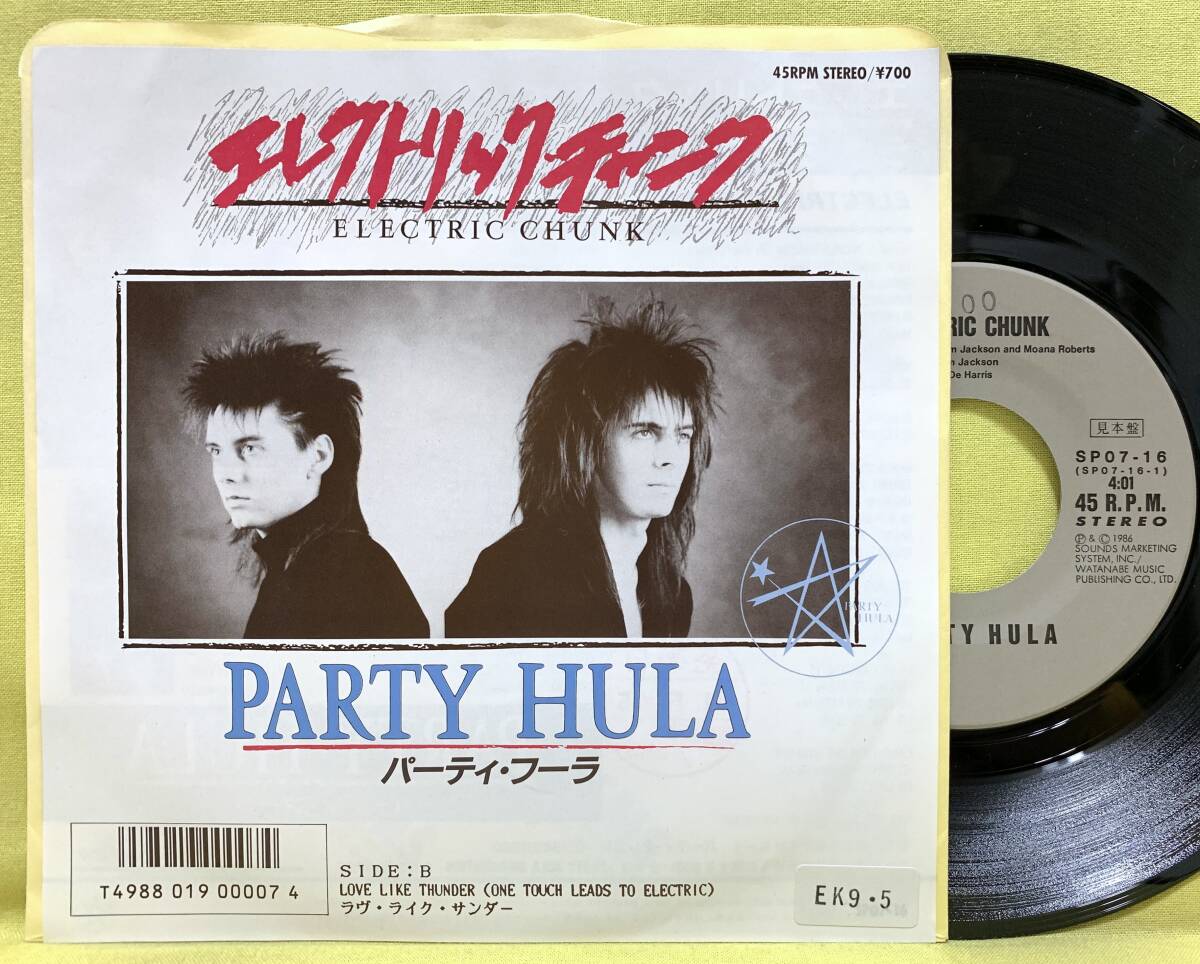 45RPM STEREO/¥700
エレクトリック・チャンク
ELECTRIC CHUNK
PARTY
HULA
PARTY HULA
パーティ・フーラ
T4988 019 00007 4
SIDE:B
LOVE LIKE THUNDER (ONE TOUCH LEADS TO ELECTRIC)
ラヴ・ライク・サンダー
EK9・5
00
RIC CHUNK
m Jackson and Moana Roberts
n Jackson
De Harris
見本盤
SP07-16
(SP07-16-1)
4:01
45 R.P.M.
STEREO
Ⓟ & © 1986
SOUNDS MARKETING
SYSTEM, INC./
WATANABE MUSIC
PUBLISHING CO., LTD.
TY HULA